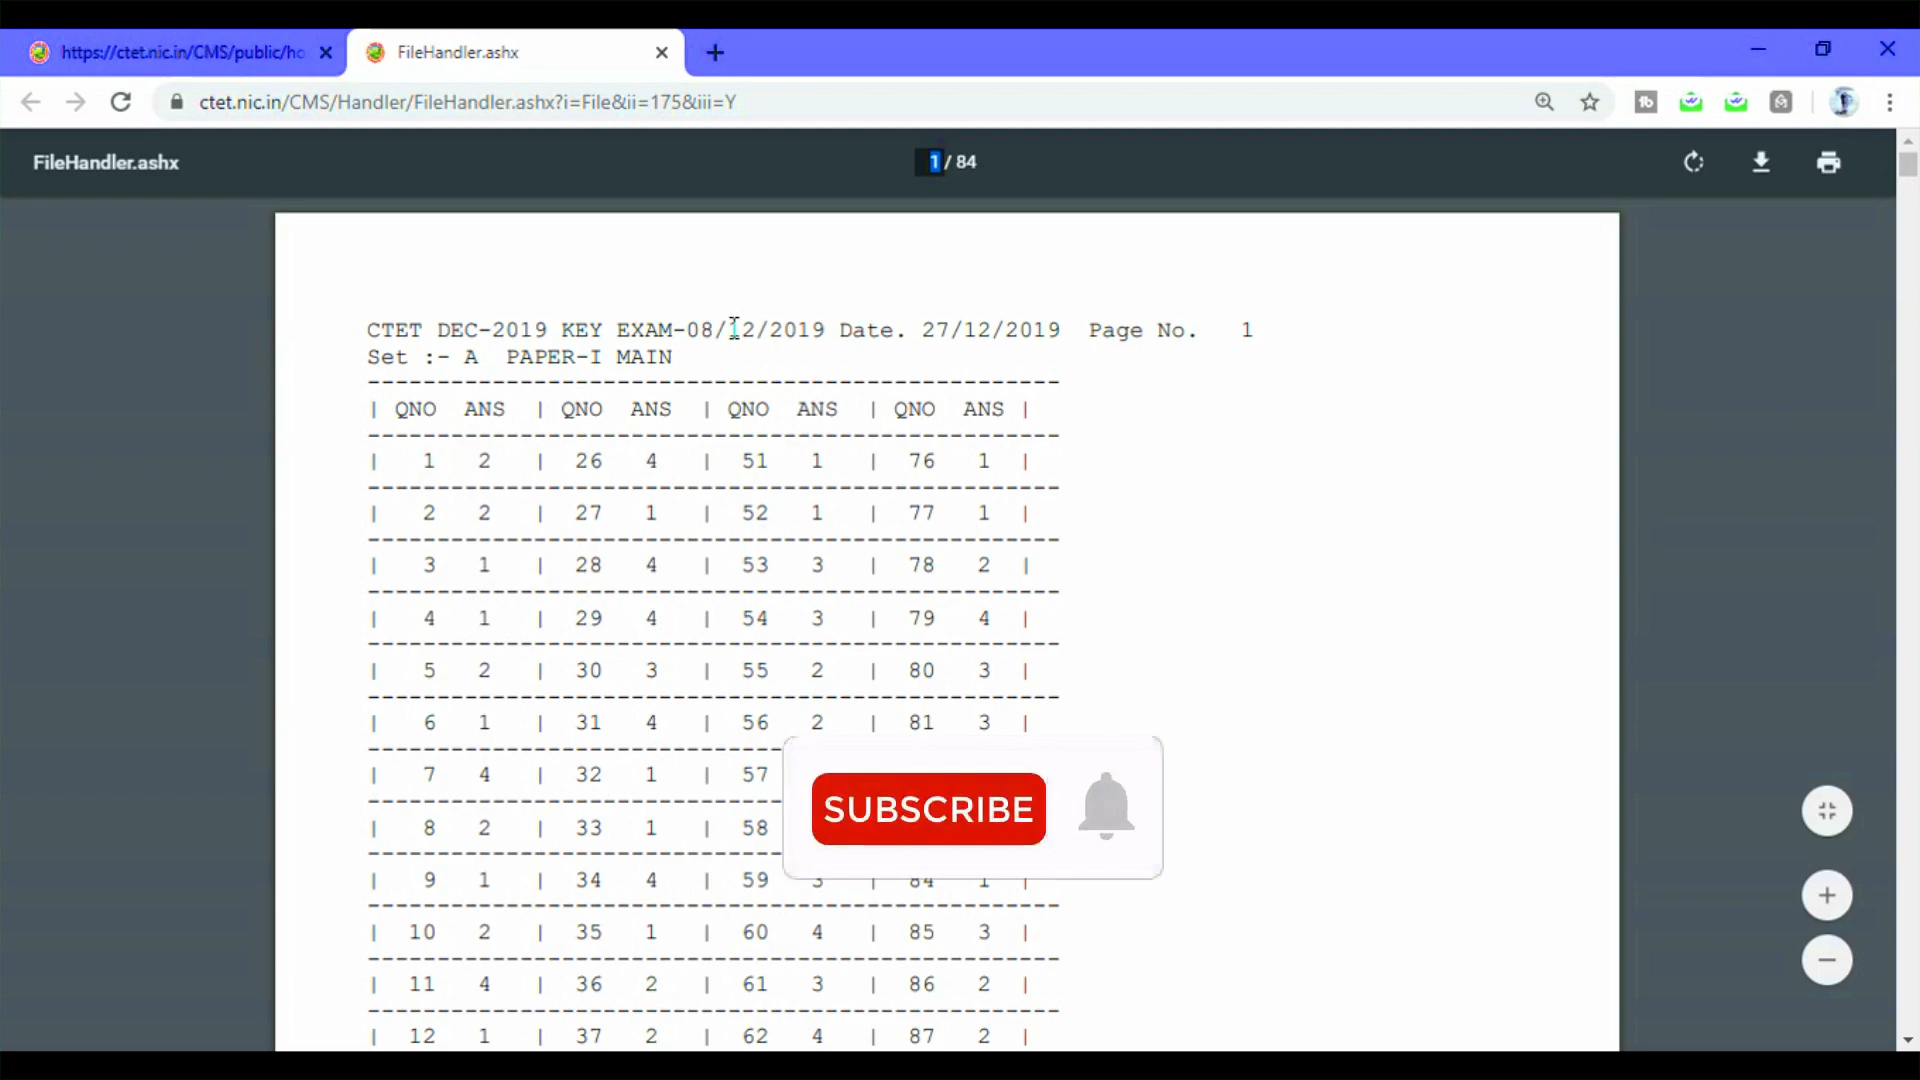 https://ctet.nic.in/CMS/public/ho
FileHandler.ashx
ctet.nic.in/CMS/Handler/FileHandler.ashx?i=File&ii=175&iii=Y
FileHandler.ashx
1 / 84
CTET DEC-2019 KEY EXAM-08/12/2019 Date. 27/12/2019 Page No. 1
Set :- A PAPER-I MAIN
| QNO ANS | QNO ANS | QNO ANS | QNO ANS |
| 1 2 | 26 4 | 51 1 | 76 1 |
| 2 2 | 27 1 | 52 1 | 77 1 |
| 3 1 | 28 4 | 53 3 | 78 2 |
| 4 1 | 29 4 | 54 3 | 79 4 |
| 5 2 | 30 3 | 55 2 | 80 3 |
| 6 1 | 31 4 | 56 2 | 81 3 |
| 7 4 | 32 1 | 57
| 8 2 | 33 1 | 58
SUBSCRIBE
| 9 1 | 34 4 | 59 3 | 84 1 |
| 10 2 | 35 1 | 60 4 | 85 3 |
| 11 4 | 36 2 | 61 3 | 86 2 |
| 12 1 | 37 2 | 62 4 | 87 2 |